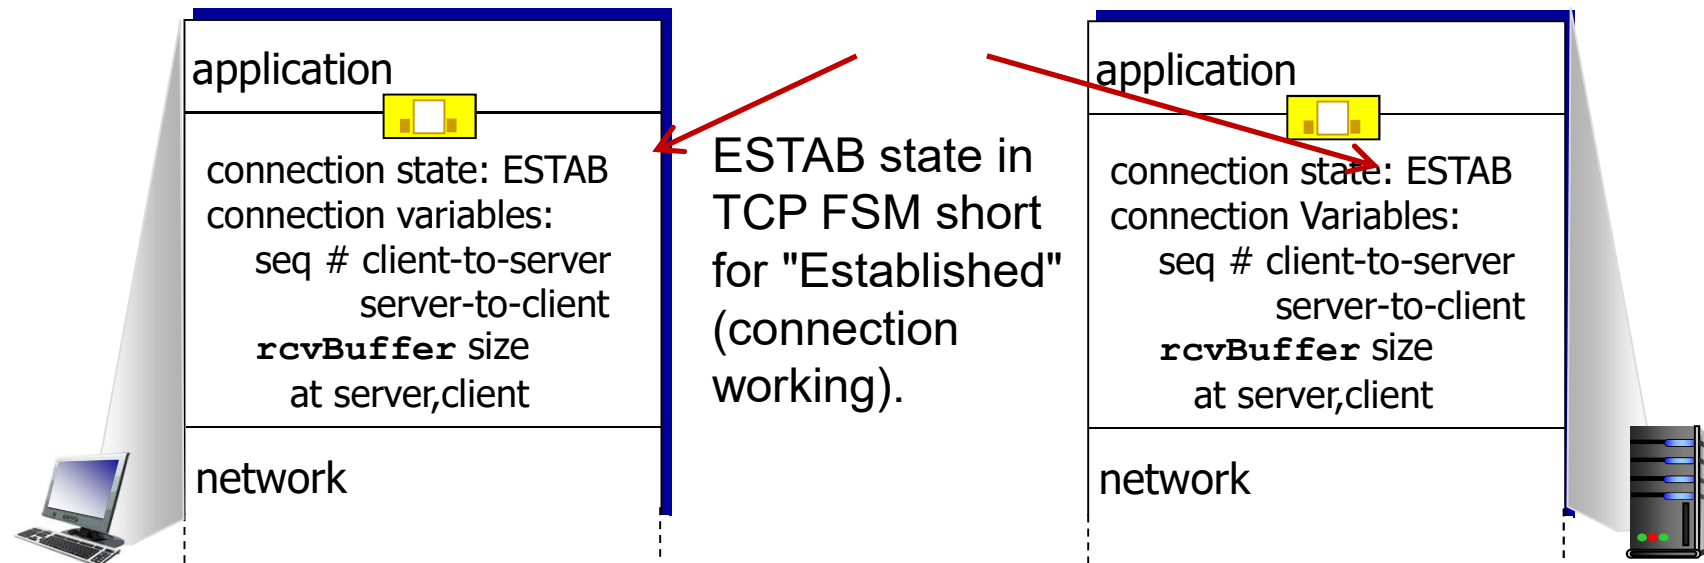 application
connection state: ESTAB
connection variables:
seq # client-to-server
server-to-client
rcvBuffer size
at server,client
network
ESTAB state in
TCP FSM short
for "Established"
(connection
working).
application
connection state: ESTAB
connection Variables:
seq # client-to-server
server-to-client
rcvBuffer size
at server,client
network